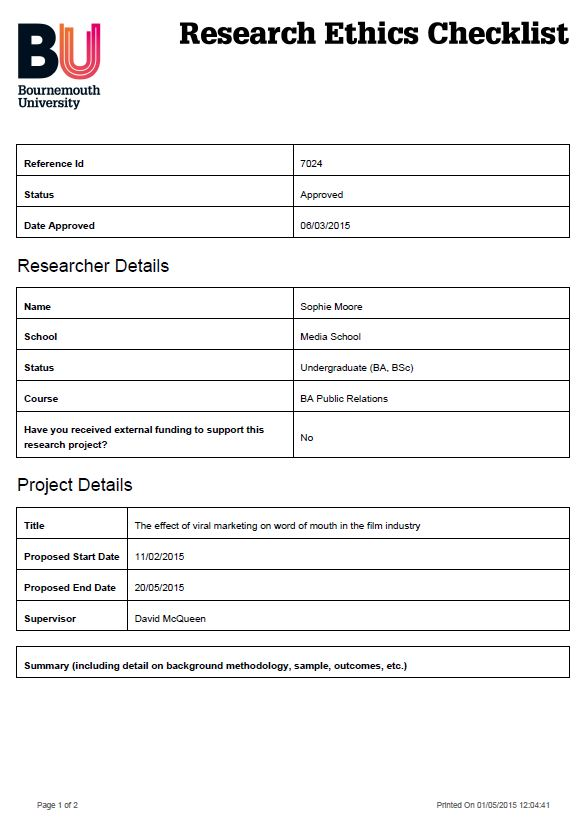 BU
Bournemouth
University
Research Ethics Checklist
Reference Id 7024
Status Approved
Date Approved 06/03/2015
Researcher Details
Name Sophie Moore
School Media School
Status Undergraduate (BA, BSc)
Course BA Public Relations
Have you received external funding to support this
research project? No
Project Details
Title The effect of viral marketing on word of mouth in the film industry
Proposed Start Date 11/02/2015
Proposed End Date 20/05/2015
Supervisor David McQueen
Summary (including detail on background methodology, sample, outcomes, etc.)
Page 1 of 2 Printed On 01/05/2015 12:04:41